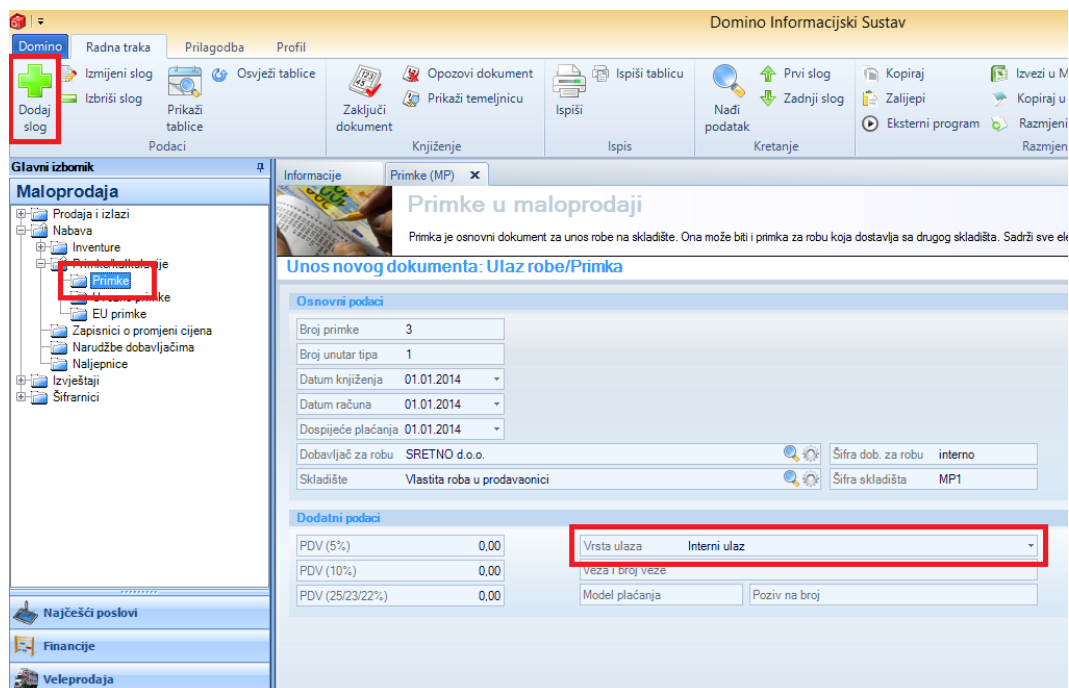 Domino Informacijski Sustav
Domino Radna traka Prilagodba Profil
Dodaj slog
Izmijeni slog
Izbriši slog
Prikaži tablice
Osvježi tablice
Podaci
Zaključi dokument
Opozovi dokument
Prikaži temeljnicu
Knjiženje
Ispiši
Ispiši tablicu
Ispis
Nađi podatak
Prvi slog
Zadnji slog
Kretanje
Kopiraj
Zalijepi
Eksterni program
Izvezi u M
Kopiraj u
Razmjeni
Razmjen
Glavni izbornik
Maloprodaja
Prodaja i izlazi
Nabava
Inventure
Primke/kalkulacije
Primke
Uvozne primke
EU primke
Zapisnici o promjeni cijena
Narudžbe dobavljačima
Naljepnice
Izvještaji
Šifrarnici
Najčešći poslovi
Financije
Veleprodaja
Informacije Primke (MP)
Primke u maloprodaji
Primka je osnovni dokument za unos robe na skladište. Ona može biti i primka za robu koja dostavlja sa drugog skladišta. Sadrži sve ele
Unos novog dokumenta: Ulaz robe/Primka
Osnovni podaci
Broj primke 3
Broj unutar tipa 1
Datum knjiženja 01.01.2014
Datum računa 01.01.2014
Dospijeće plaćanja 01.01.2014
Dobavljač za robu SRETNO d.o.o. Šifra dob. za robu interno
Skladište Vlastita roba u prodavaonici Šifra skladišta MP1
Dodatni podaci
PDV (5%) 0,00 Vrsta ulaza Interni ulaz
PDV (10%) 0,00 Veza i broj veze
PDV (25/23/22%) 0,00 Model plaćanja Poziv na broj